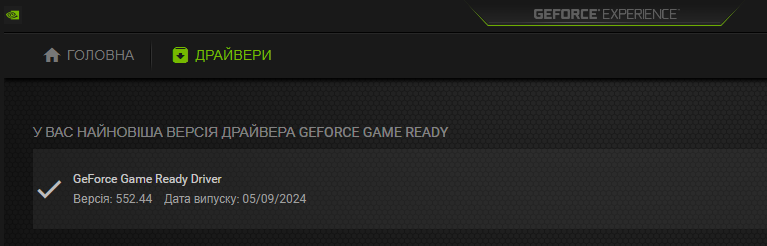 GEFORCE® EXPERIENCE™
ГОЛОВНА
ДРАЙВЕРИ
У ВАС НАЙНОВІША ВЕРСІЯ ДРАЙВЕРА GEFORCE GAME READY
GeForce Game Ready Driver
Версія: 552.44 Дата випуску: 05/09/2024